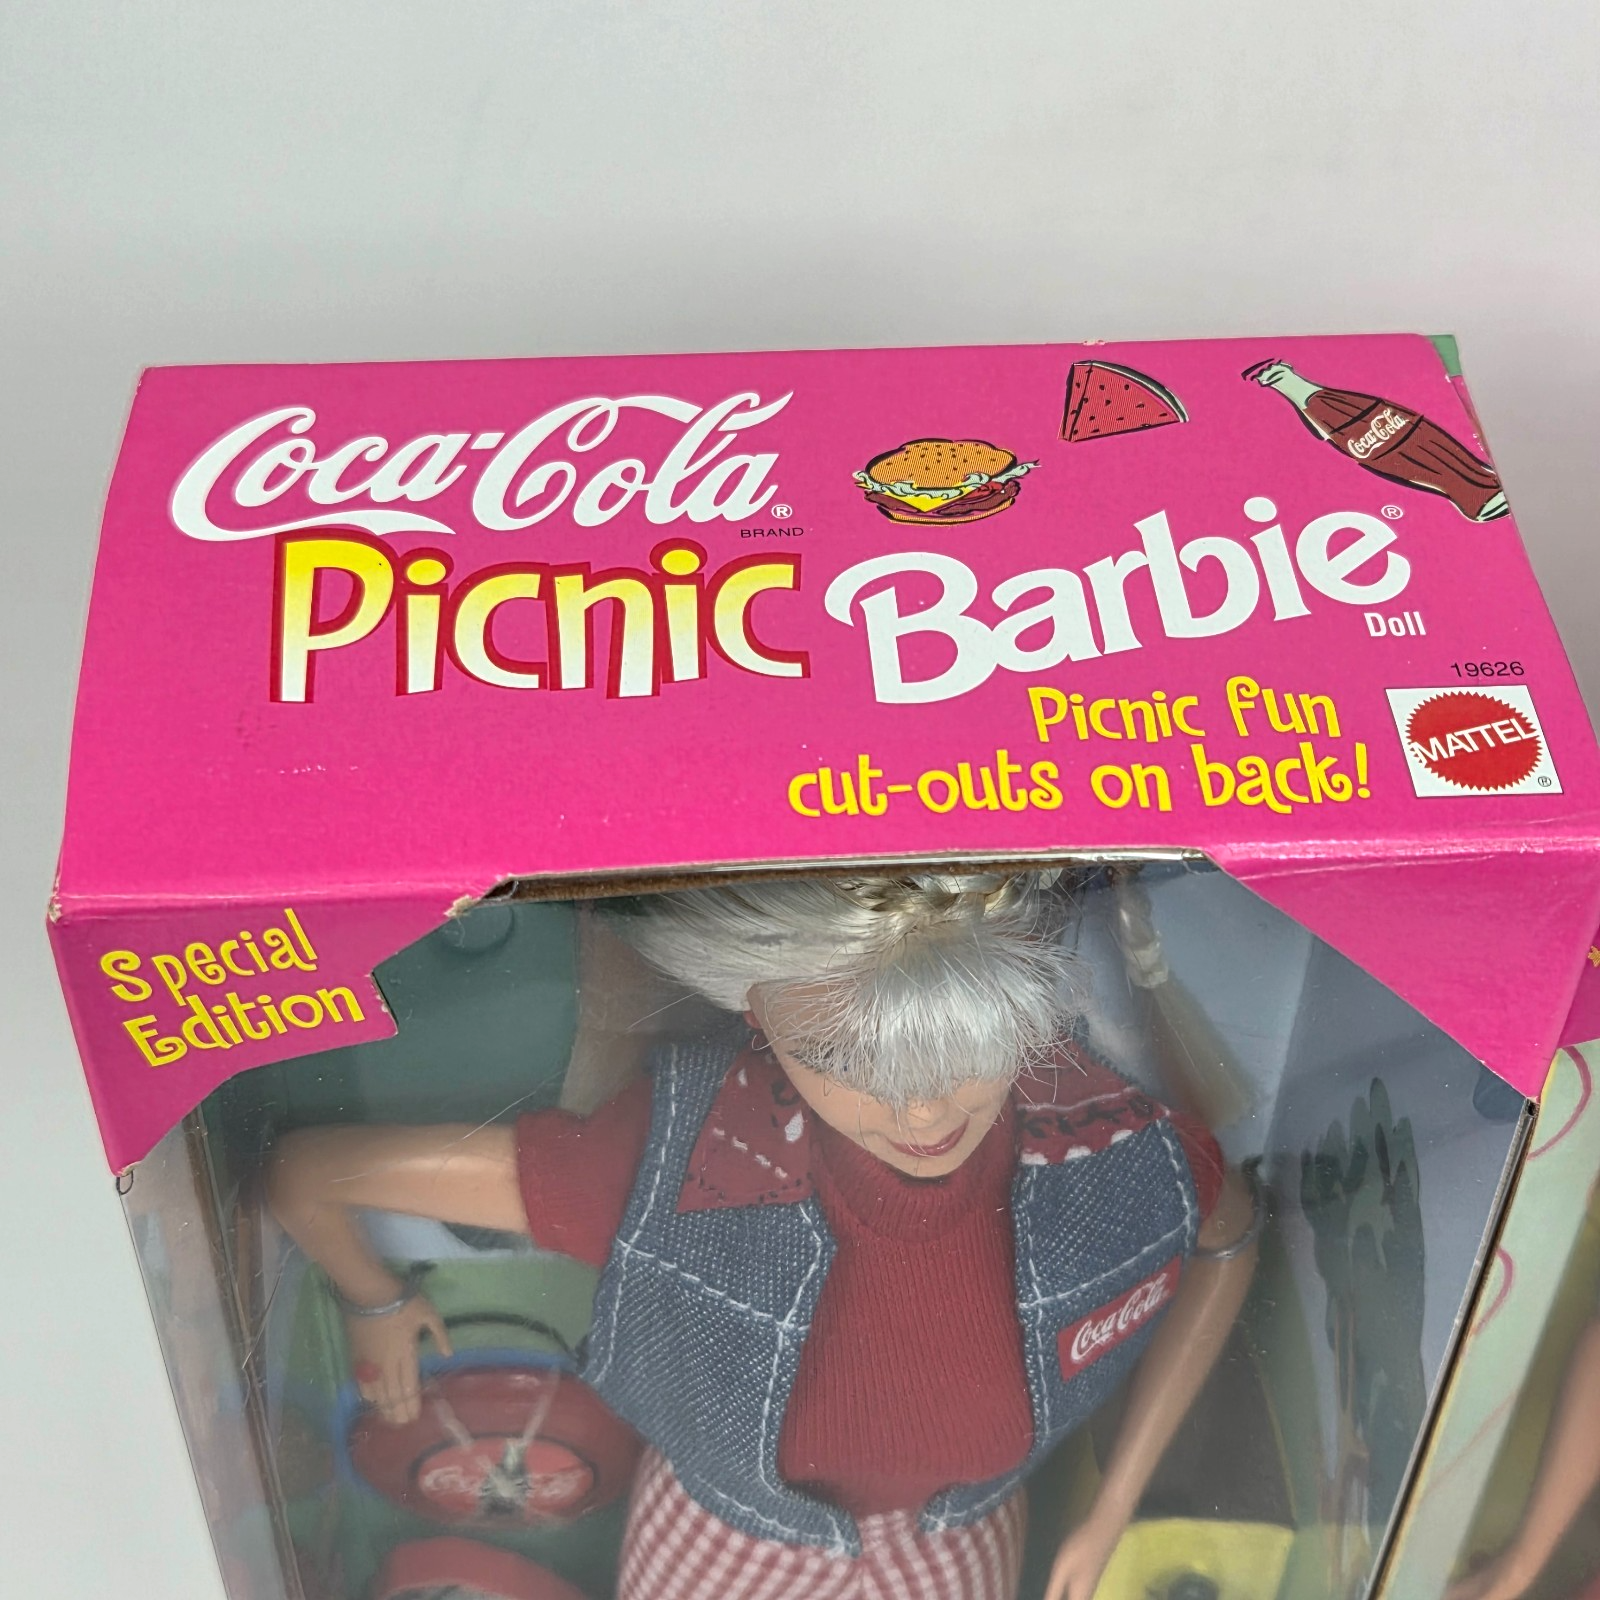 Coca-Cola®
BRAND
Picnic Barbie®
Doll
Coca-Cola
19626
Picnic fun
cut-outs on back!
MATTEL
®
Special
Edition
Coca-Cola